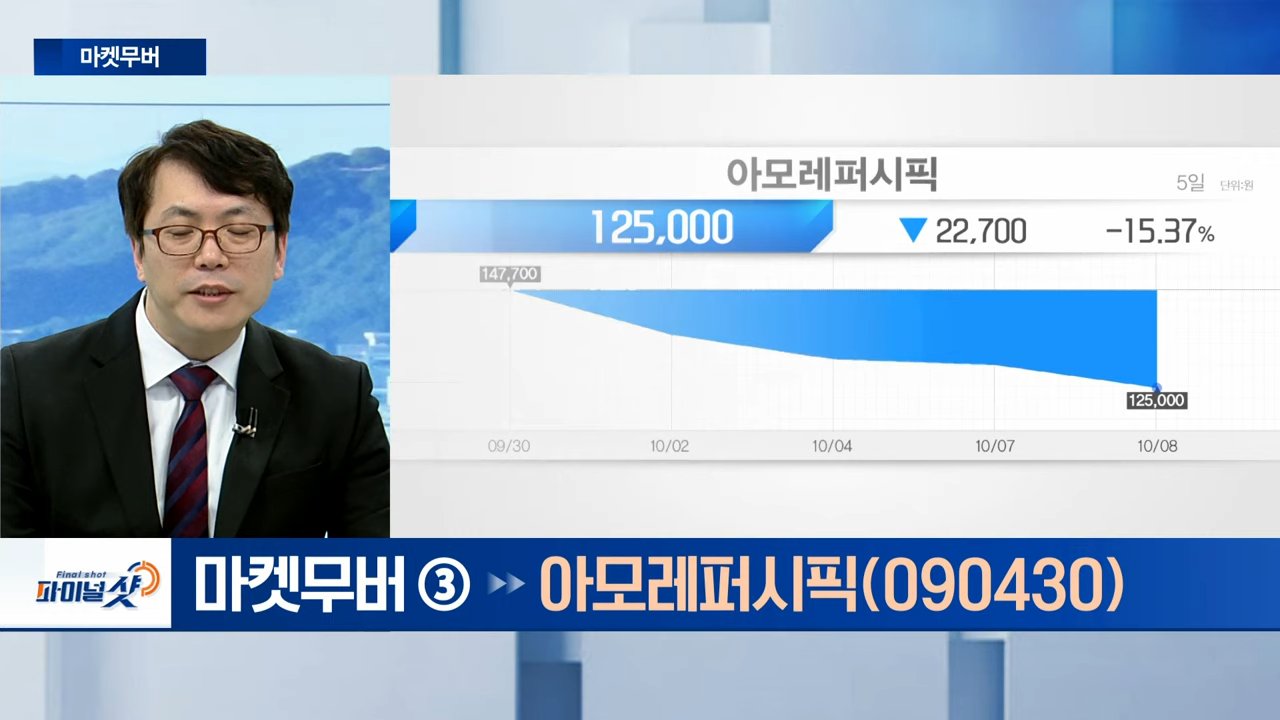 마켓무버
아모레퍼시픽
5일 단위:원
125,000 ▼ 22,700 -15.37%
147,700
125,000
09/30 10/02 10/04 10/07 10/08
Final shot
파이널샷
마켓무버 ③ 아모레퍼시픽(090430)